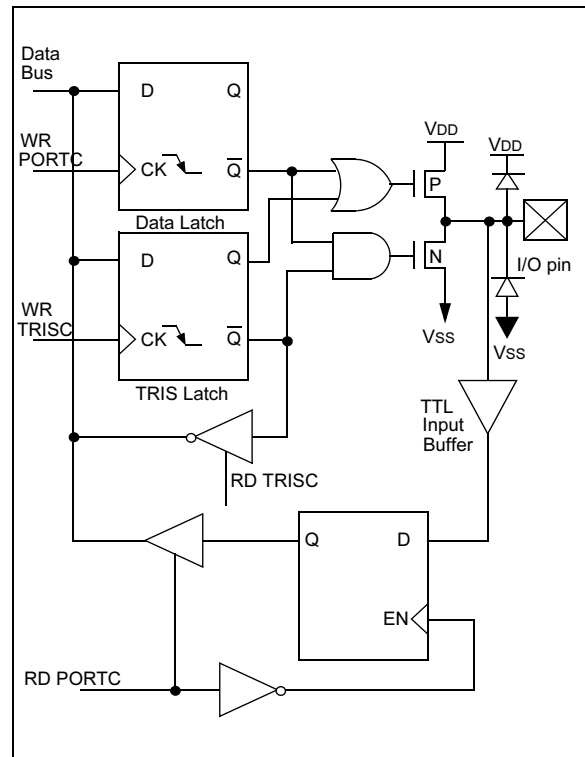 Data
Bus
D
Q
WR
PORTC
CK
Q
Data Latch
VDD
VDD
P
D
Q
N
I/O pin
WR
TRISC
CK
Q
VSS
VSS
TRIS Latch
TTL
Input
Buffer
RD TRISC
Q
D
EN
RD PORTC